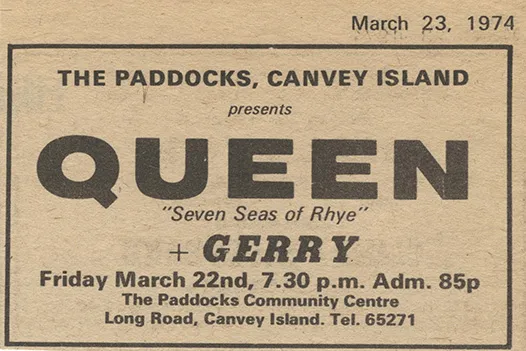 March 23, 1974
THE PADDOCKS, CANVEY ISLAND
presents
QUEEN
"Seven Seas of Rhye"
+ GERRY
Friday March 22nd, 7.30 p.m. Adm. 85p
The Paddocks Community Centre
Long Road, Canvey Island. Tel. 65271